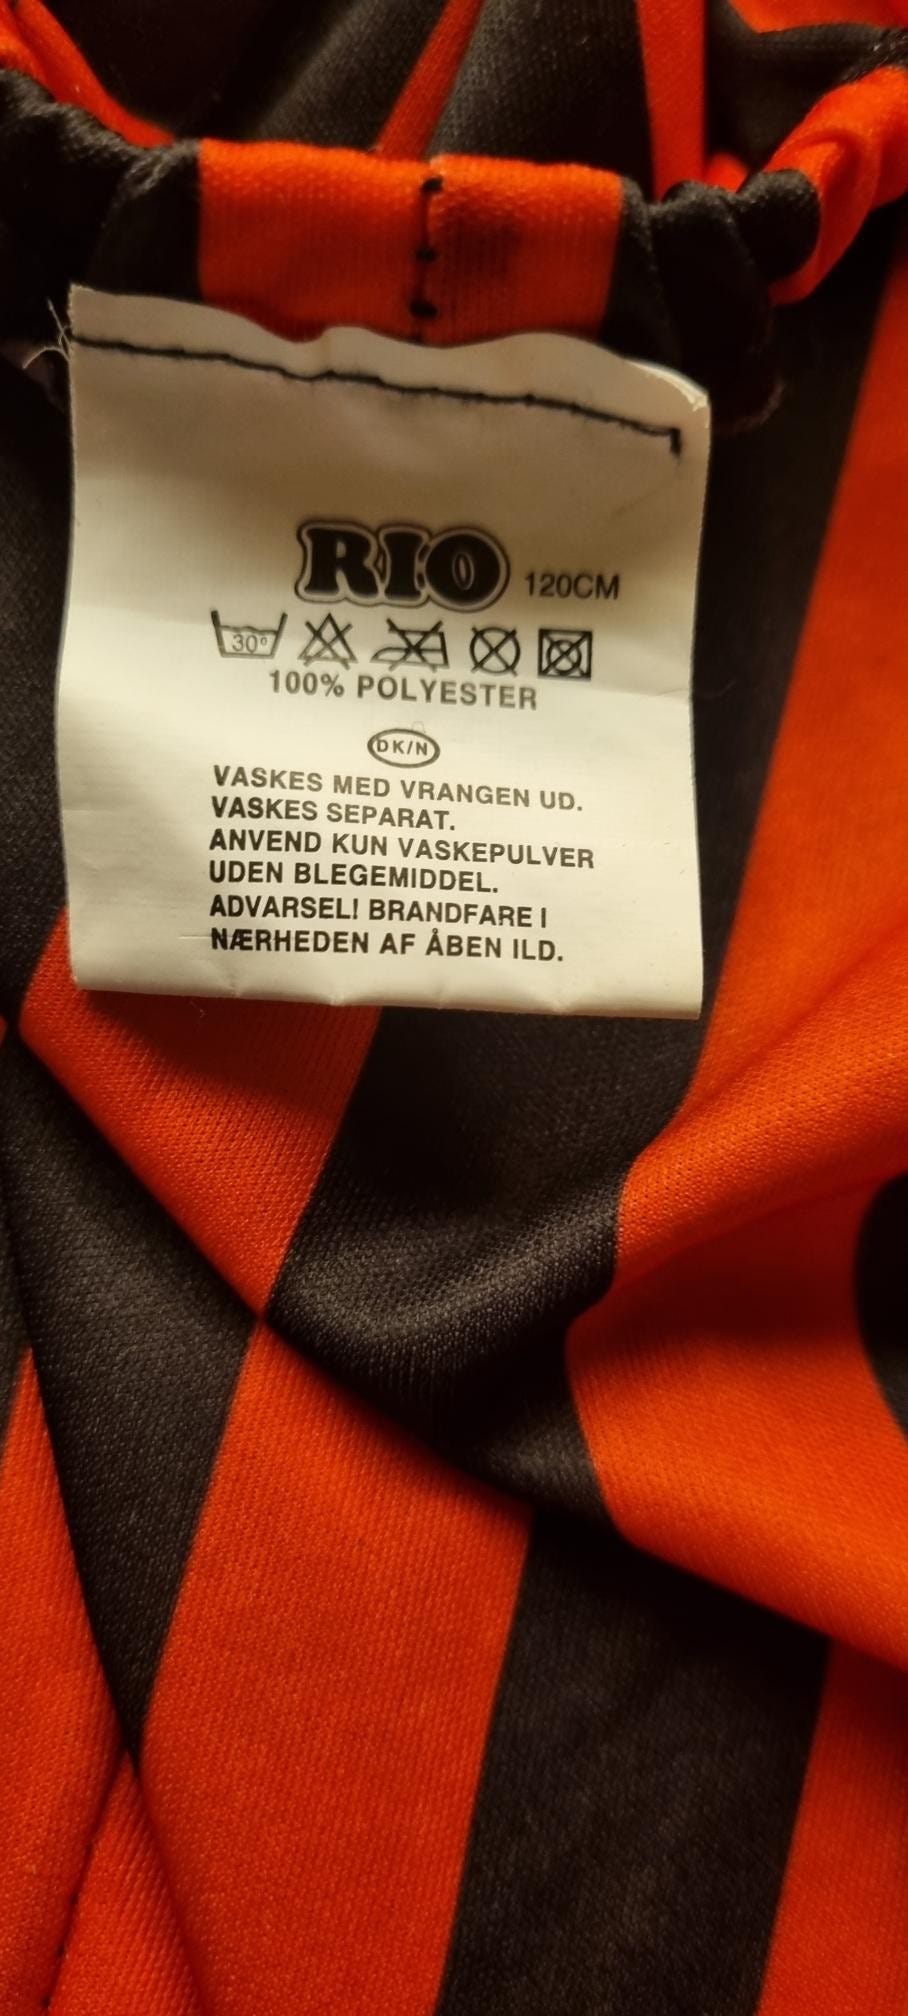 RIO 120CM
30°
100% POLYESTER
DK/N
VASKES MED VRANGEN UD.
VASKES SEPARAT.
ANVEND KUN VASKEPULVER
UDEN BLEGEMIDDEL.
ADVARSEL! BRANDFARE I
NÆRHEDEN AF ÅBEN ILD.